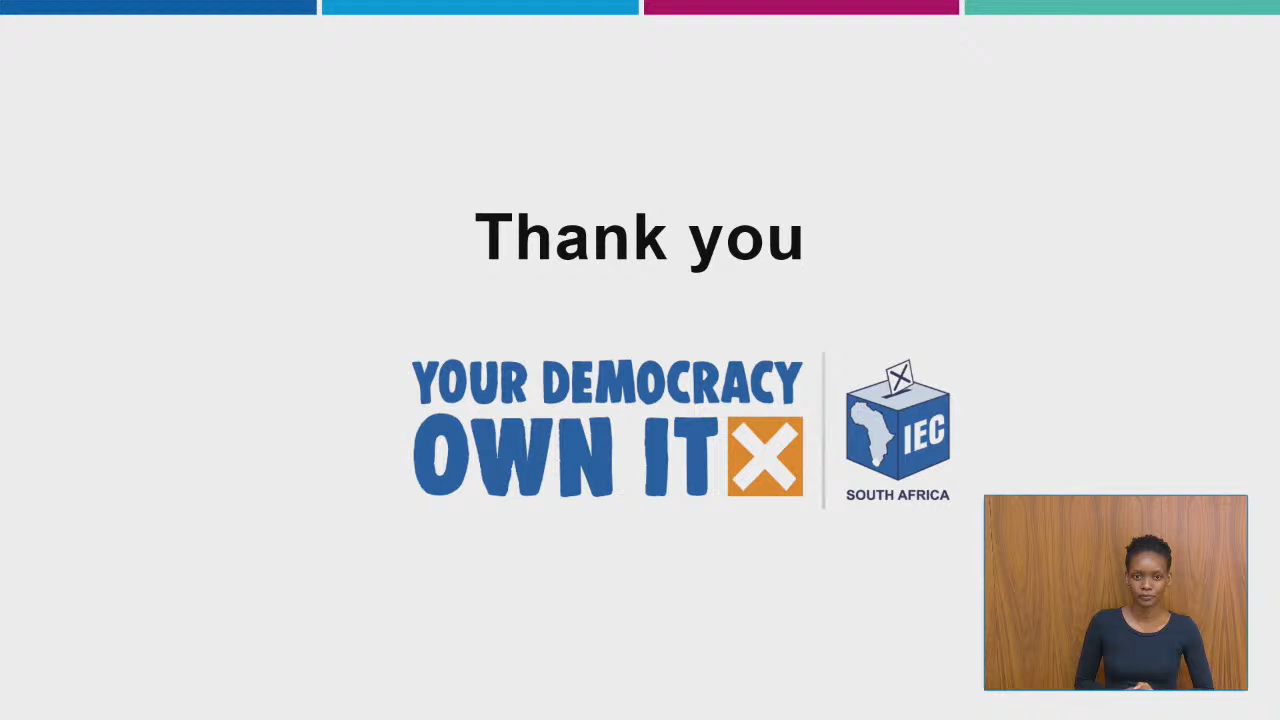 Thank you
YOUR DEMOCRACY
OWN IT
IEC
SOUTH AFRICA